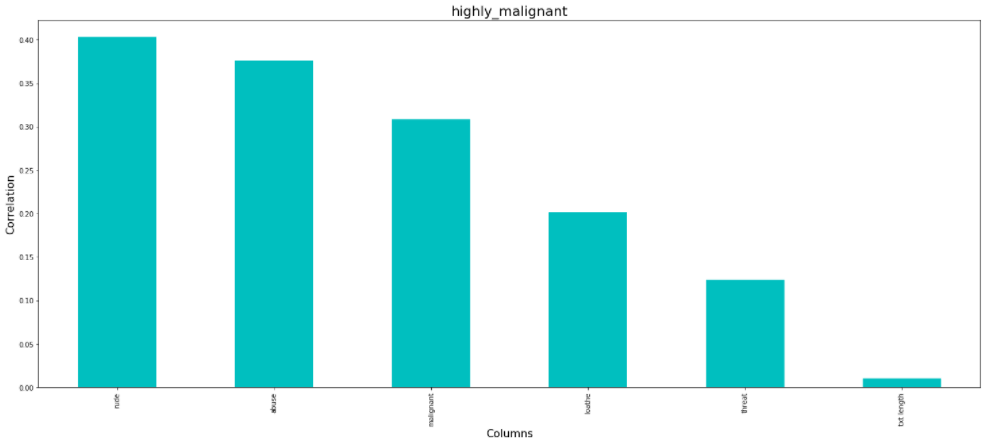 highly_malignant
0.40
0.35
0.30
0.25
0.20
0.15
0.10
0.05
0.00
Correlation
rude
abuse
malignant
loathe
threat
txt length
Columns